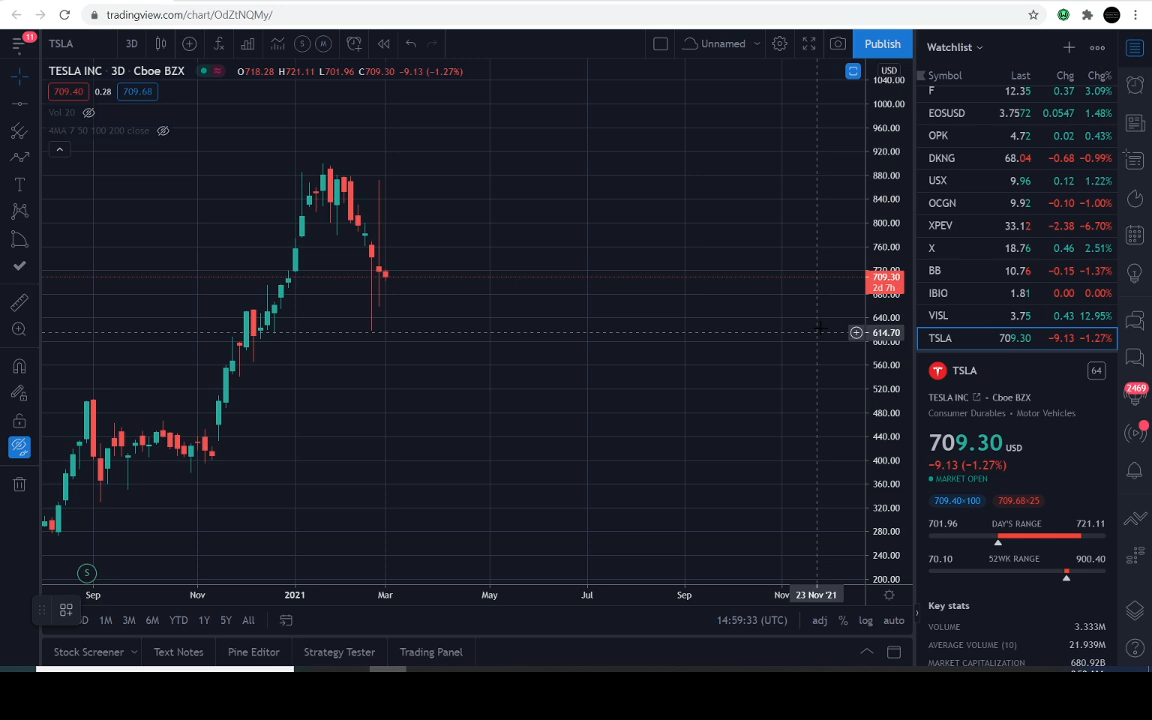 tradingview.com/chart/OdZtNQMy/
11
TSLA
3D
S
M
Unnamed
Publish
TESLA INC · 3D · Cboe BZX
O718.28 H721.11 L701.96 C709.30 −9.13 (−1.27%)
709.40 0.28 709.68
Vol 20
4MA 7 50 100 200 close
USD
1040.00
1000.00
960.00
920.00
880.00
840.00
800.00
760.00
720.00
709.30
2d 7h
680.00
640.00
614.70
600.00
560.00
520.00
480.00
440.00
400.00
360.00
320.00
280.00
240.00
200.00
S
Sep Nov 2021 Mar May Jul Sep Nov 23 Nov '21
1M 3M 6M YTD 1Y 5Y All
14:59:33 (UTC) adj % log auto
Stock Screener Text Notes Pine Editor Strategy Tester Trading Panel
Watchlist
Symbol Last Chg Chg%
F 12.35 0.37 3.09%
EOSUSD 3.7572 0.0547 1.48%
OPK 4.72 0.02 0.43%
DKNG 68.04 −0.68 −0.99%
USX 9.96 0.12 1.22%
OCGN 9.92 −0.10 −1.00%
XPEV 33.12 −2.38 −6.70%
X 18.76 0.46 2.51%
BB 10.76 −0.15 −1.37%
IBIO 1.81 0.00 0.00%
VISL 3.75 0.43 12.95%
TSLA 709.30 −9.13 −1.27%
TSLA 64
TESLA INC · Cboe BZX
Consumer Durables · Motor Vehicles
709.30 USD
−9.13 (−1.27%)
MARKET OPEN
709.40×100 709.68×25
701.96 DAY'S RANGE 721.11
70.10 52WK RANGE 900.40
Key stats
VOLUME 3.333M
AVERAGE VOLUME (10) 21.939M
MARKET CAPITALIZATION 680.92B
2469